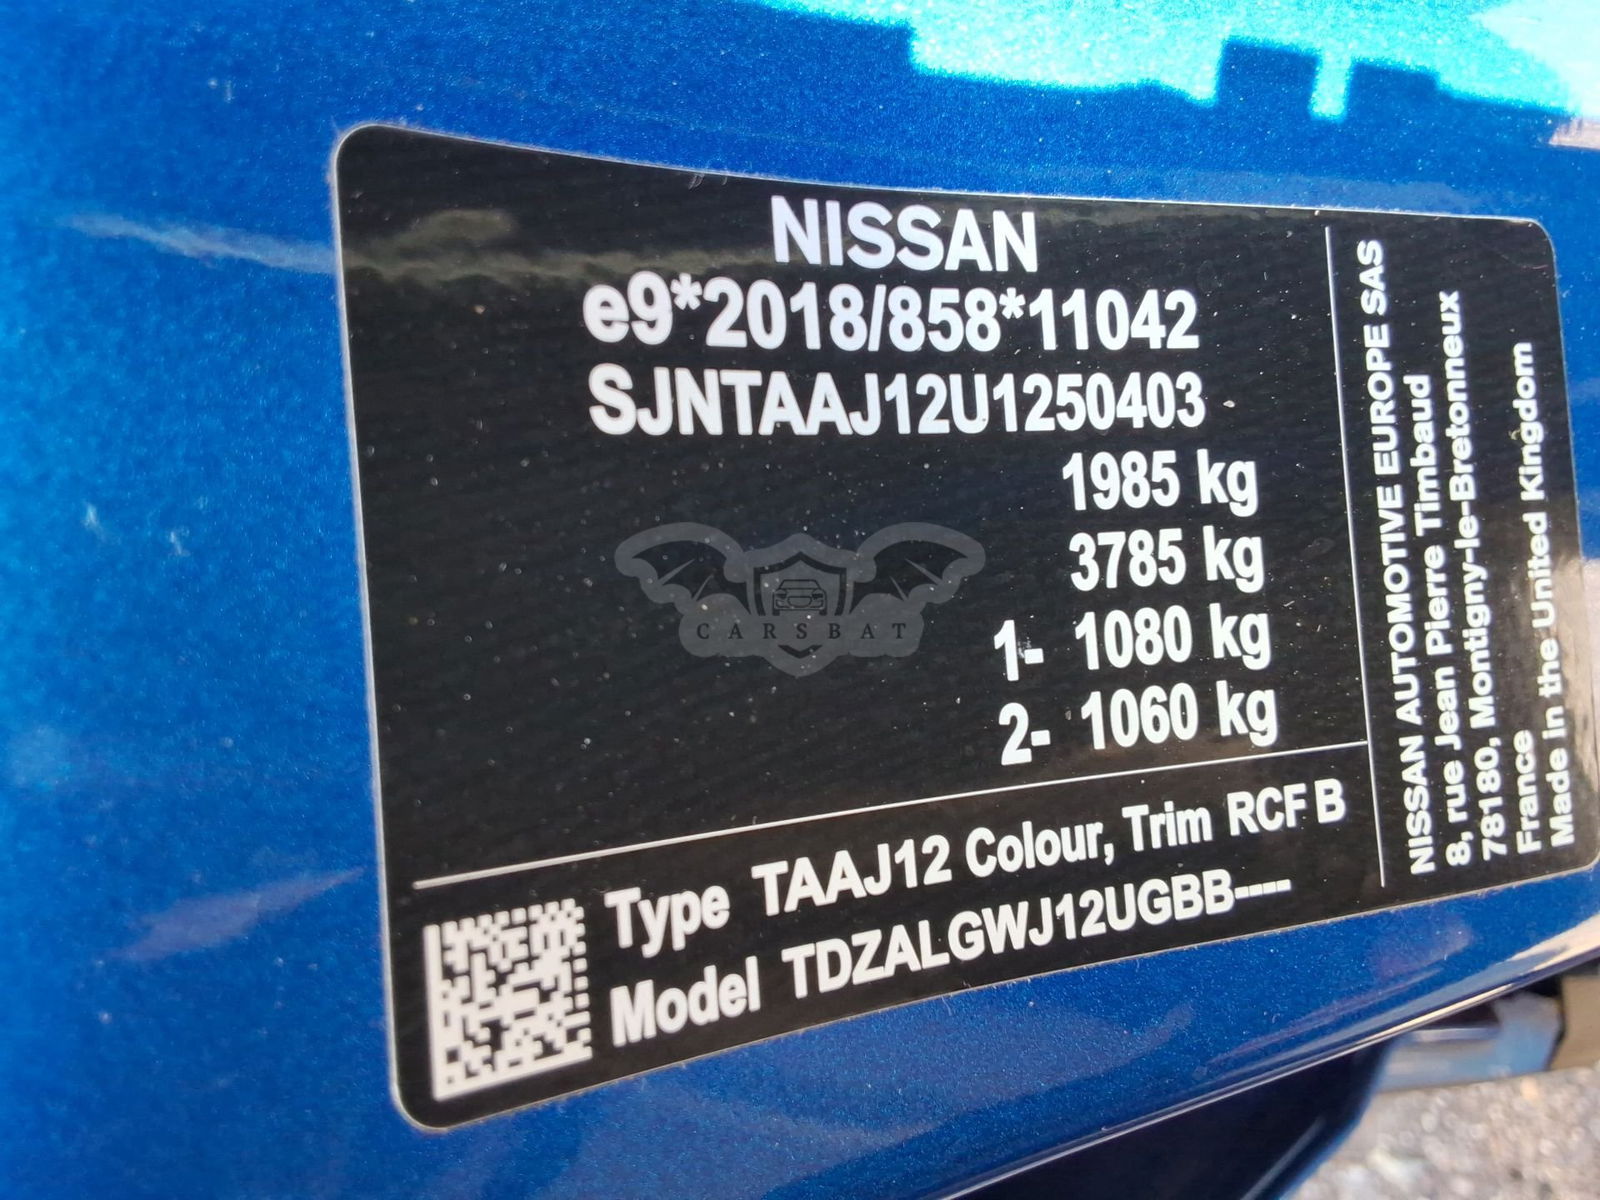 NISSAN
e9*2018/858*11042
SJNTAAJ12U1250403
1985 kg
3785 kg
1- 1080 kg
2- 1060 kg
Type TAAJ12 Colour, Trim RCF B
Model TDZALGWJ12UGBB----
NISSAN AUTOMOTIVE EUROPE SAS
8, rue Jean Pierre Timbaud
78180, Montigny-le-Bretonneux
France
Made in the United Kingdom
CARSBAT